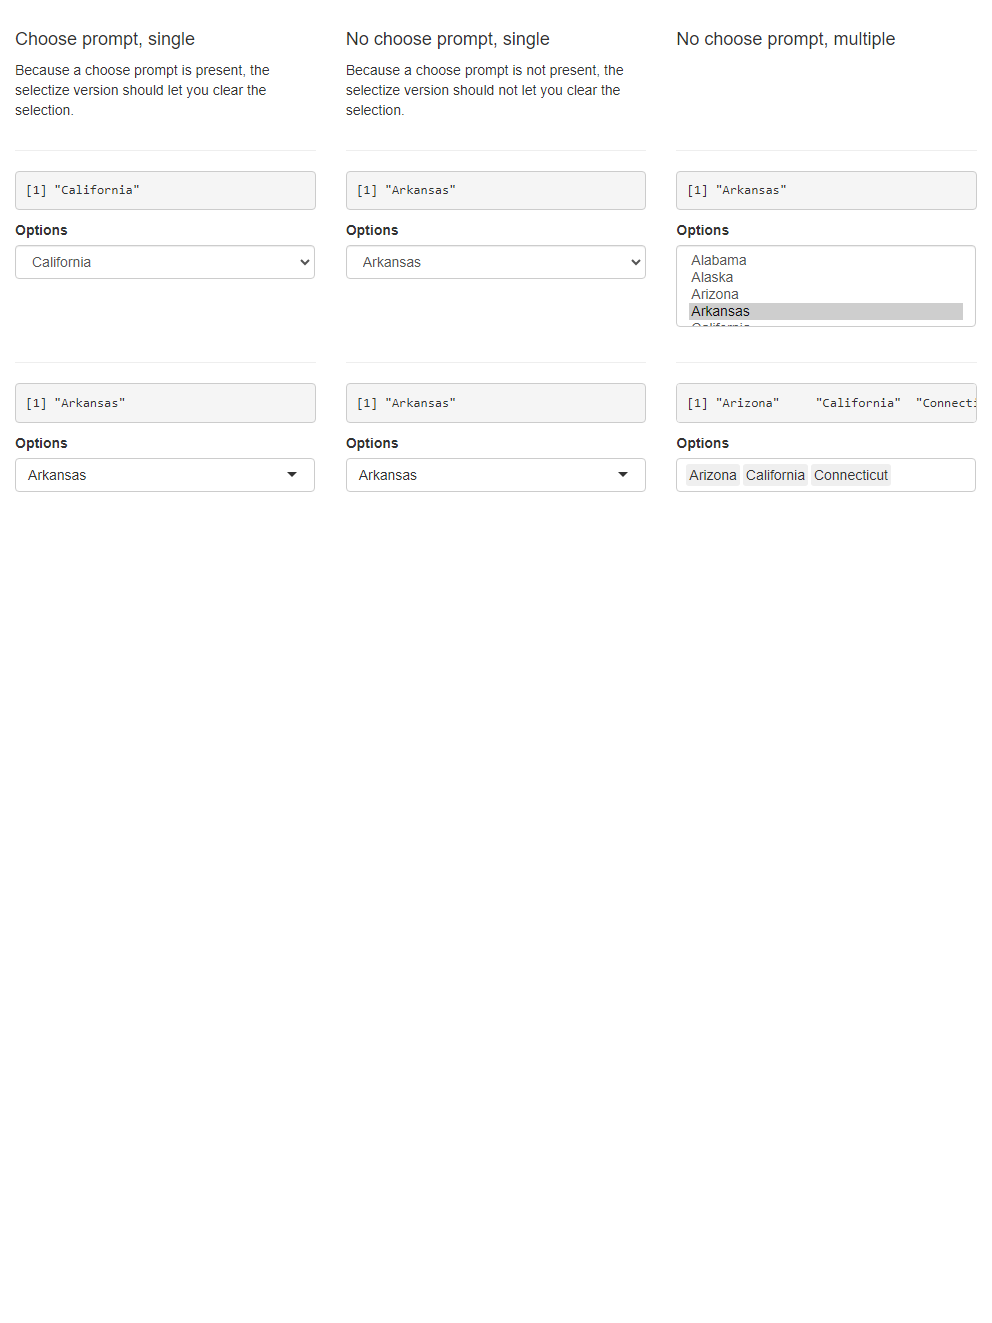 Choose prompt, single
Because a choose prompt is present, the
selectize version should let you clear the
selection.
No choose prompt, single
Because a choose prompt is not present, the
selectize version should not let you clear the
selection.
No choose prompt, multiple
[1] "California"
Options
California
[1] "Arkansas"
Options
Arkansas
[1] "Arkansas"
Options
Alabama
Alaska
Arizona
Arkansas
California
[1] "Arkansas"
Options
Arkansas
[1] "Arkansas"
Options
Arkansas
[1] "Arizona" "California" "Connecti
Options
Arizona California Connecticut